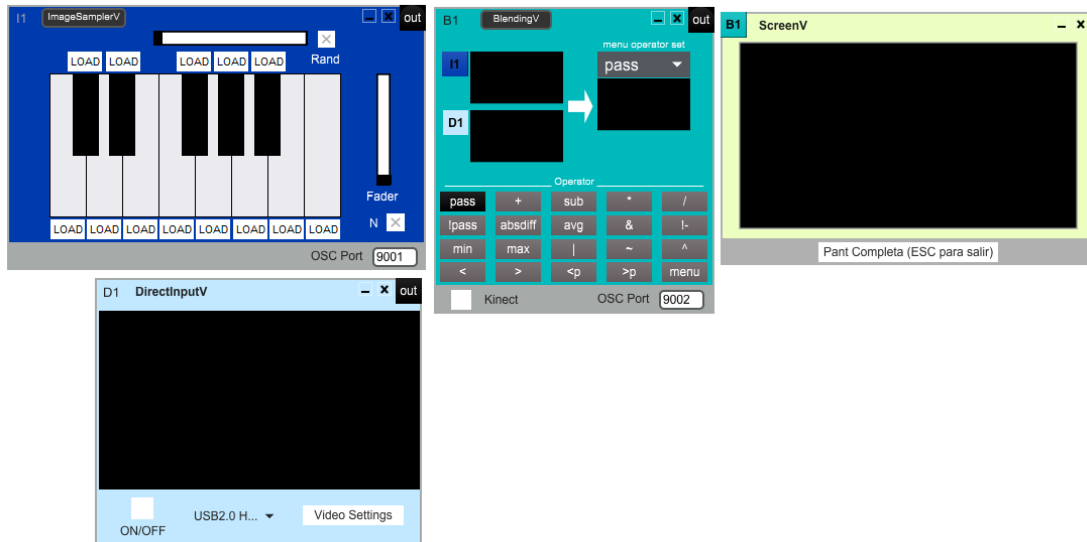 I1 ImageSamplerV out
Rand
LOAD LOAD LOAD LOAD LOAD
Fader
N
LOAD LOAD LOAD LOAD LOAD LOAD LOAD LOAD
OSC Port 9001
B1 BlendingV out
menu operator set
I1 pass
D1
Operator
pass + sub * /
!pass absdiff avg & !-
min max | ~ ^
< > <p >p menu
Kinect OSC Port 9002
B1 ScreenV
Pant Completa (ESC para salir)
D1 DirectInputV out
USB2.0 H... Video Settings
ON/OFF